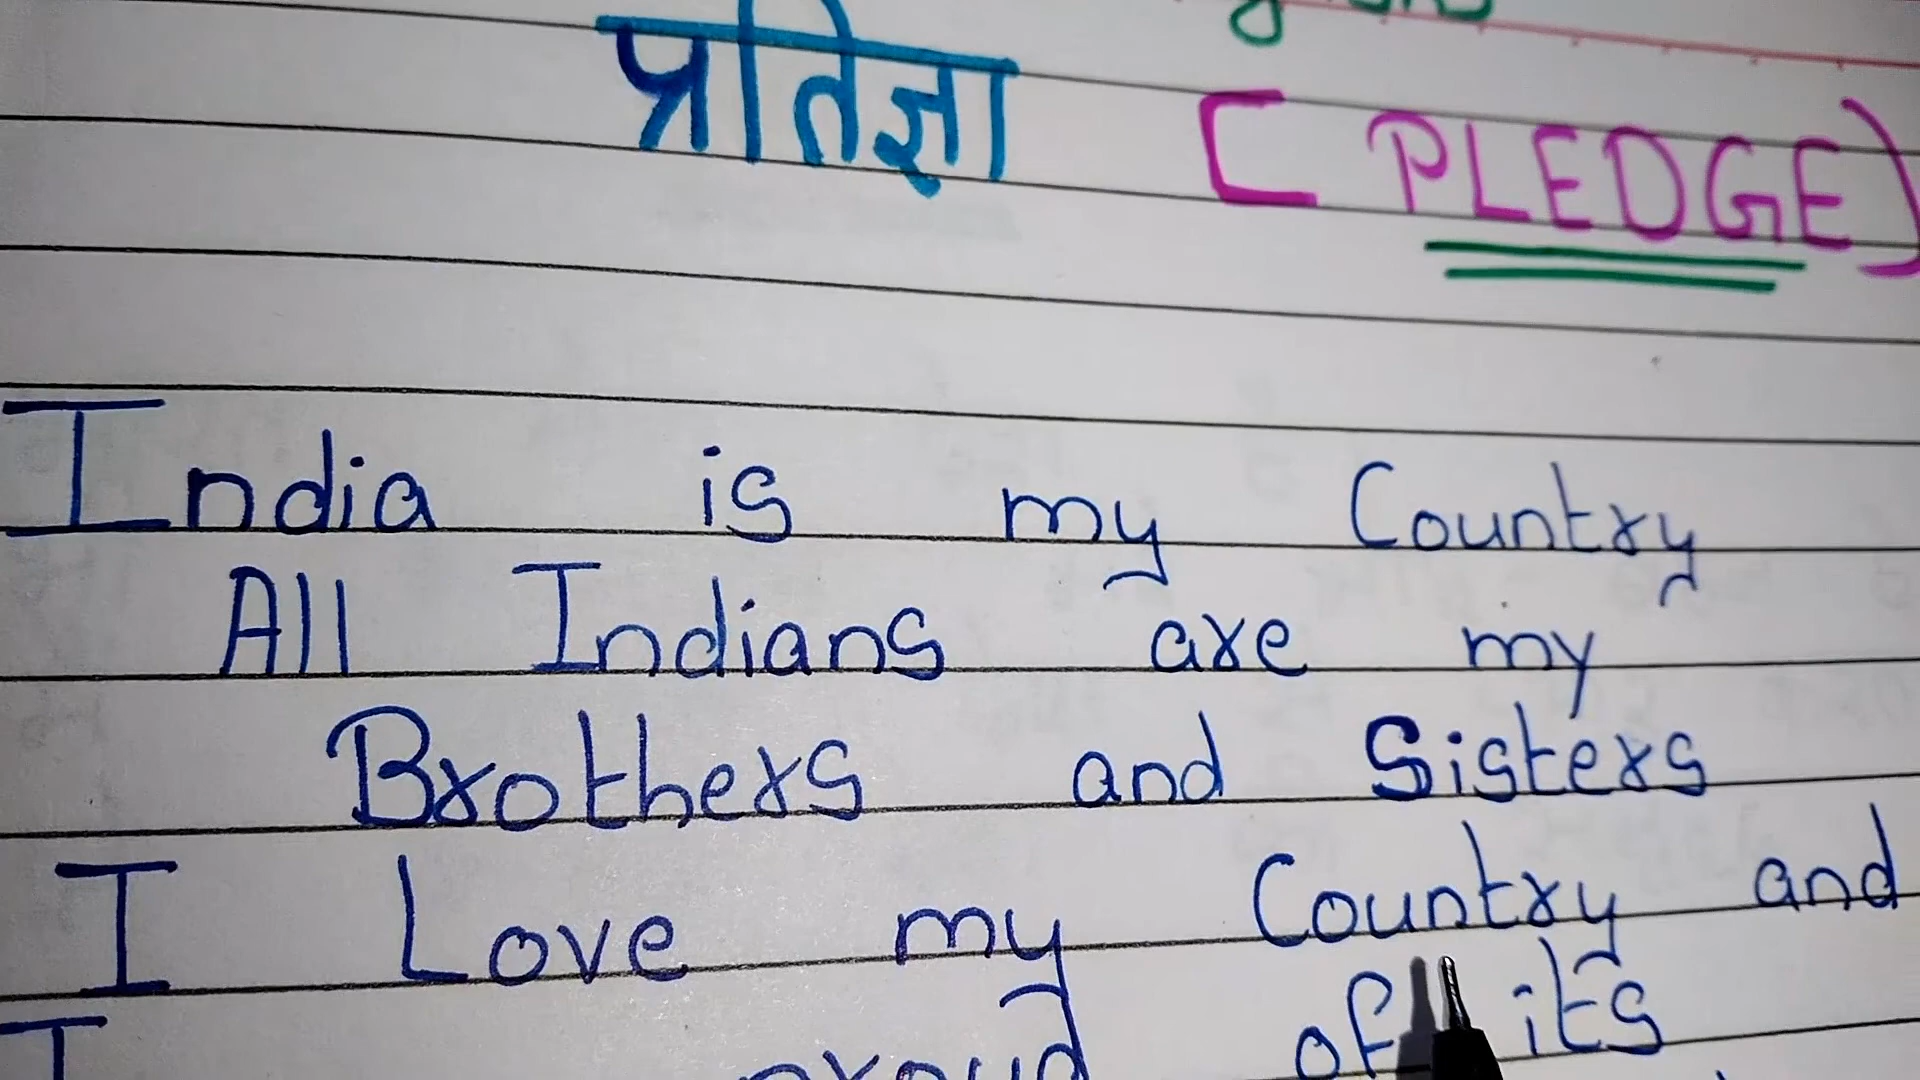 प्रतिज्ञा ( PLEDGE )
India is my Country
All Indians are my
Brothers and Sisters
I Love my Country and
I proud of its